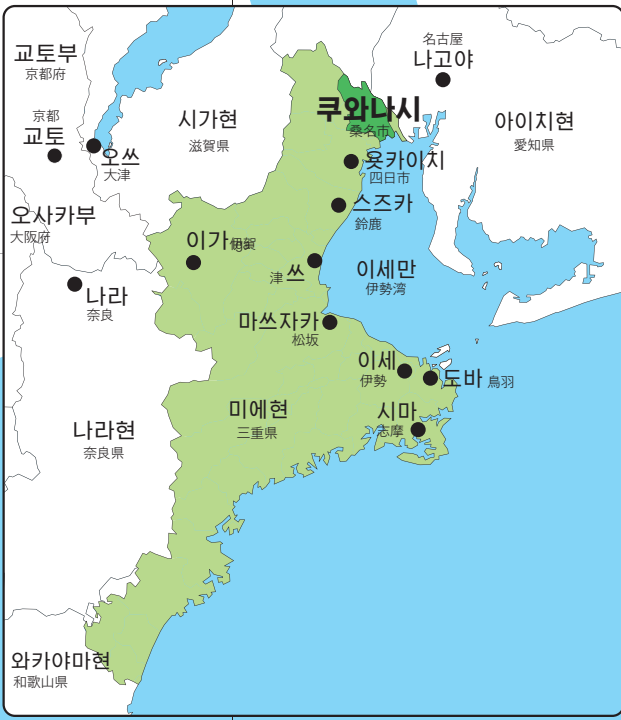 교토부
京都府
名古屋
나고야
京都
교토
시가현
滋賀県
쿠와나시
桑名市
아이치현
愛知県
오쓰
大津
욧카이치
四日市
스즈카
鈴鹿
오사카부
大阪府
이가 伊賀
津 쓰
이세만
伊勢湾
나라
奈良
마쓰자카
松坂
이세
伊勢
도바 鳥羽
미에현
三重県
시마
志摩
나라현
奈良県
와카야마현
和歌山県